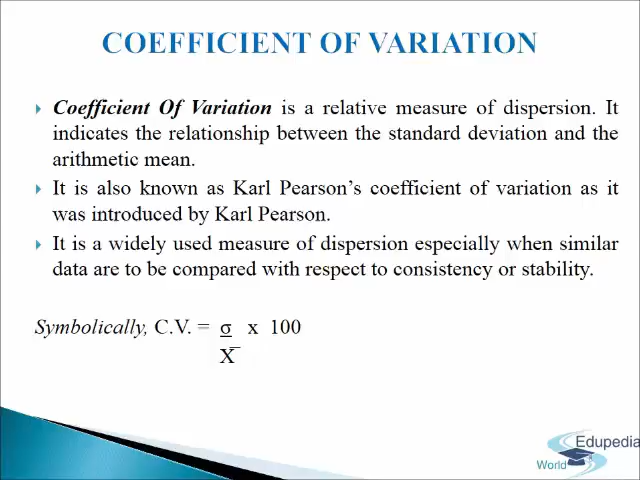 COEFFICIENT OF VARIATION
Coefficient Of Variation is a relative measure of dispersion. It
indicates the relationship between the standard deviation and the
arithmetic mean.
It is also known as Karl Pearson's coefficient of variation as it
was introduced by Karl Pearson.
It is a widely used measure of dispersion especially when similar
data are to be compared with respect to consistency or stability.
Symbolically, C.V. = σ x 100
X̅
Edupedia
World